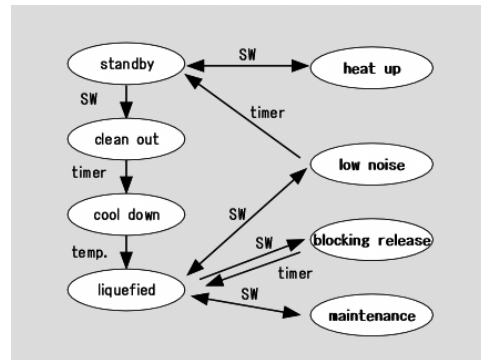 standby
SW
heat up
SW
timer
clean out
timer
low noise
cool down
SW
SW
blocking release
temp.
timer
liquefied
SW
maintenance